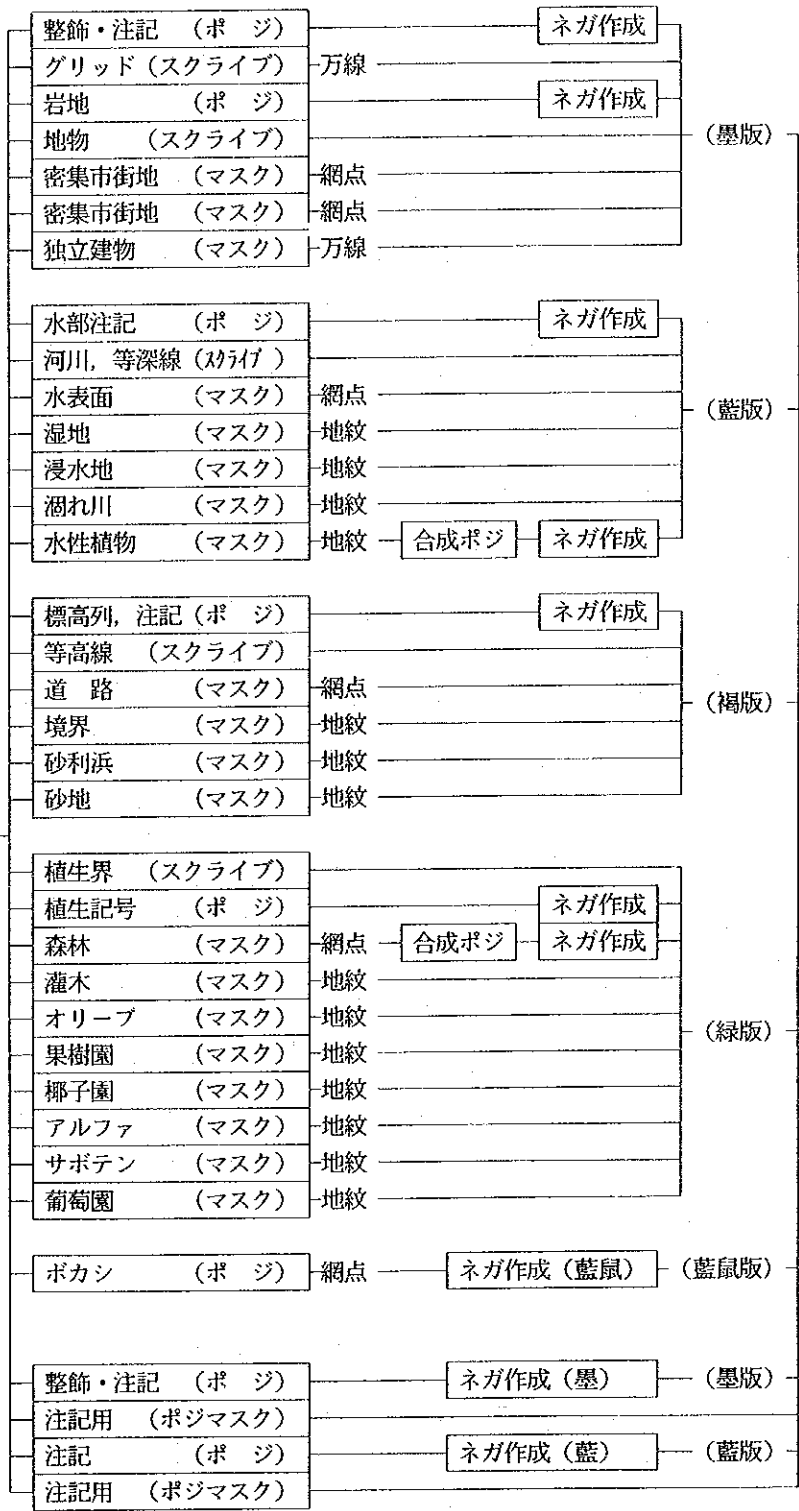 整飾・注記 (ポ ジ) ネガ作成
グリッド (スクライブ) 万線
岩地 (ポ ジ) ネガ作成
地物 (スクライブ) (墨版)
密集市街地 (マスク) 網点
密集市街地 (マスク) 網点
独立建物 (マスク) 万線
水部注記 (ポ ジ) ネガ作成
河川, 等深線 (スクライブ)
水表面 (マスク) 網点 (藍版)
湿地 (マスク) 地紋
浸水地 (マスク) 地紋
涸れ川 (マスク) 地紋
水性植物 (マスク) 地紋 合成ポジ ネガ作成
標高列, 注記 (ポ ジ) ネガ作成
等高線 (スクライブ)
道 路 (マスク) 網点 (褐版)
境界 (マスク) 地紋
砂利浜 (マスク) 地紋
砂地 (マスク) 地紋
植生界 (スクライブ)
植生記号 (ポ ジ) ネガ作成
森林 (マスク) 網点 合成ポジ ネガ作成
灌木 (マスク) 地紋
オリーブ (マスク) 地紋 (緑版)
果樹園 (マスク) 地紋
椰子園 (マスク) 地紋
アルファ (マスク) 地紋
サボテン (マスク) 地紋
葡萄園 (マスク) 地紋
ボカシ (ポ ジ) 網点 ネガ作成 (藍鼠) (藍鼠版)
整飾・注記 (ポ ジ) ネガ作成 (墨) (墨版)
注記用 (ポジマスク)
注記 (ポ ジ) ネガ作成 (藍) (藍版)
注記用 (ポジマスク)